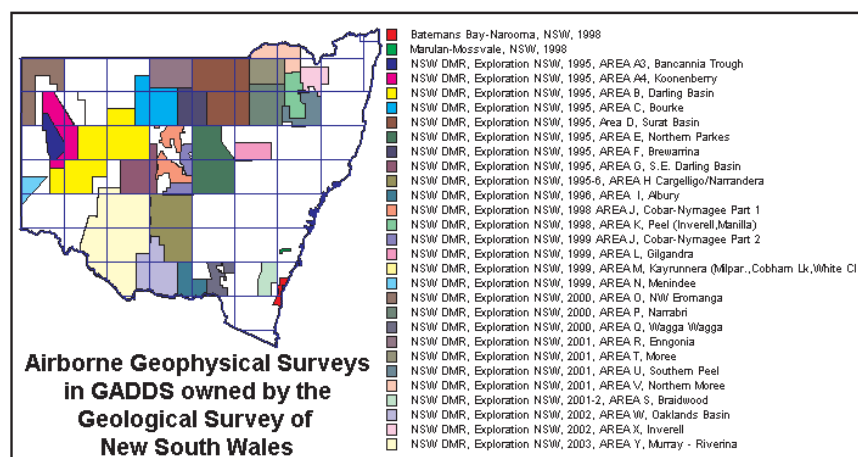 Batemans Bay-Narooma, NSW, 1998
Marulan-Mossvale, NSW, 1998
NSW DMR, Exploration NSW, 1995, AREA A3, Bancannia Trough
NSW DMR, Exploration NSW, 1995, AREA A4, Koonenberry
NSW DMR, Exploration NSW, 1995, AREA B, Darling Basin
NSW DMR, Exploration NSW, 1995, AREA C, Bourke
NSW DMR, Exploration NSW, 1995, Area D, Surat Basin
NSW DMR, Exploration NSW, 1995, AREA E, Northern Parkes
NSW DMR, Exploration NSW, 1995, AREA F, Brewarrina
NSW DMR, Exploration NSW, 1995, AREA G, S.E. Darling Basin
NSW DMR, Exploration NSW, 1995-6, AREA H Cargelligo/Narrandera
NSW DMR, Exploration NSW, 1996, AREA I, Albury
NSW DMR, Exploration NSW, 1998 AREA J, Cobar-Nymagee Part 1
NSW DMR, Exploration NSW, 1998, AREA K, Peel (Inverell,Manilla)
NSW DMR, Exploration NSW, 1999 AREA J, Cobar-Nymagee Part 2
NSW DMR, Exploration NSW, 1999, AREA L, Gilgandra
NSW DMR, Exploration NSW, 1999, AREA M, Kayrunnera (Milpar.,Cobham Lk,White Cl
NSW DMR, Exploration NSW, 1999, AREA N, Menindee
NSW DMR, Exploration NSW, 2000, AREA O, NW Eromanga
NSW DMR, Exploration NSW, 2000, AREA P, Narrabri
NSW DMR, Exploration NSW, 2000, AREA Q, Wagga Wagga
NSW DMR, Exploration NSW, 2001, AREA R, Enngonia
NSW DMR, Exploration NSW, 2001, AREA T, Moree
NSW DMR, Exploration NSW, 2001, AREA U, Southern Peel
NSW DMR, Exploration NSW, 2001, AREA V, Northern Moree
NSW DMR, Exploration NSW, 2001-2, AREA S, Braidwood
NSW DMR, Exploration NSW, 2002, AREA W, Oaklands Basin
NSW DMR, Exploration NSW, 2002, AREA X, Inverell
NSW DMR, Exploration NSW, 2003, AREA Y, Murray - Riverina
Airborne Geophysical Surveys
in GADDS owned by the
Geological Survey of
New South Wales